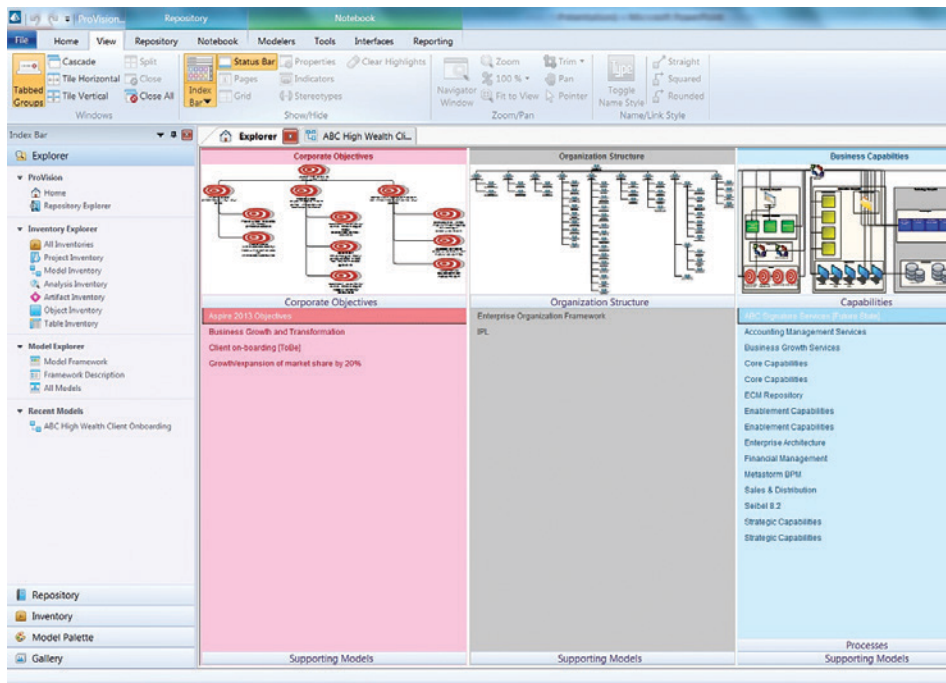 ProVision...
Repository
Notebook
Presentation1 - Microsoft PowerPoint
File
Home
View
Repository
Notebook
Modelers
Tools
Interfaces
Reporting
Tabbed Groups
Cascade
Tile Horizontal
Tile Vertical
Split
Close
Close All
Windows
Index Bar
Status Bar
Pages
Grid
Properties
Indicators
Stereotypes
Clear Highlights
Show/Hide
Navigator Window
Zoom
100 %
Fit to View
Trim
Pan
Pointer
Zoom/Pan
Toggle Name Style
Straight
Squared
Rounded
Name/Link Style
Index Bar
Explorer
ABC High Wealth Cli...
Explorer
ProVision
Home
Repository Explorer
Inventory Explorer
All Inventories
Project Inventory
Model Inventory
Analysis Inventory
Artifact Inventory
Object Inventory
Table Inventory
Model Explorer
Model Framework
Framework Description
All Models
Recent Models
ABC High Wealth Client Onboarding
Repository
Inventory
Model Palette
Gallery
Corporate Objectives
Corporate Objectives
Aspire 2013 Objectives
Business Growth and Transformation
Client on-boarding [ToBe]
Growth/expansion of market share by 20%
Supporting Models
Organization Structure
Organization Structure
Enterprise Organization Framework
IPL
Supporting Models
Business Capabilities
Capabilities
ABC Signature Services [Future State]
Accounting Management Services
Business Growth Services
Core Capabilities
Core Capabilities
ECM Repository
Enablement Capabilities
Enablement Capabilities
Enterprise Architecture
Financial Management
Metastorm BPM
Sales & Distribution
Seibel 8.2
Strategic Capabilities
Strategic Capabilities
Processes
Supporting Models